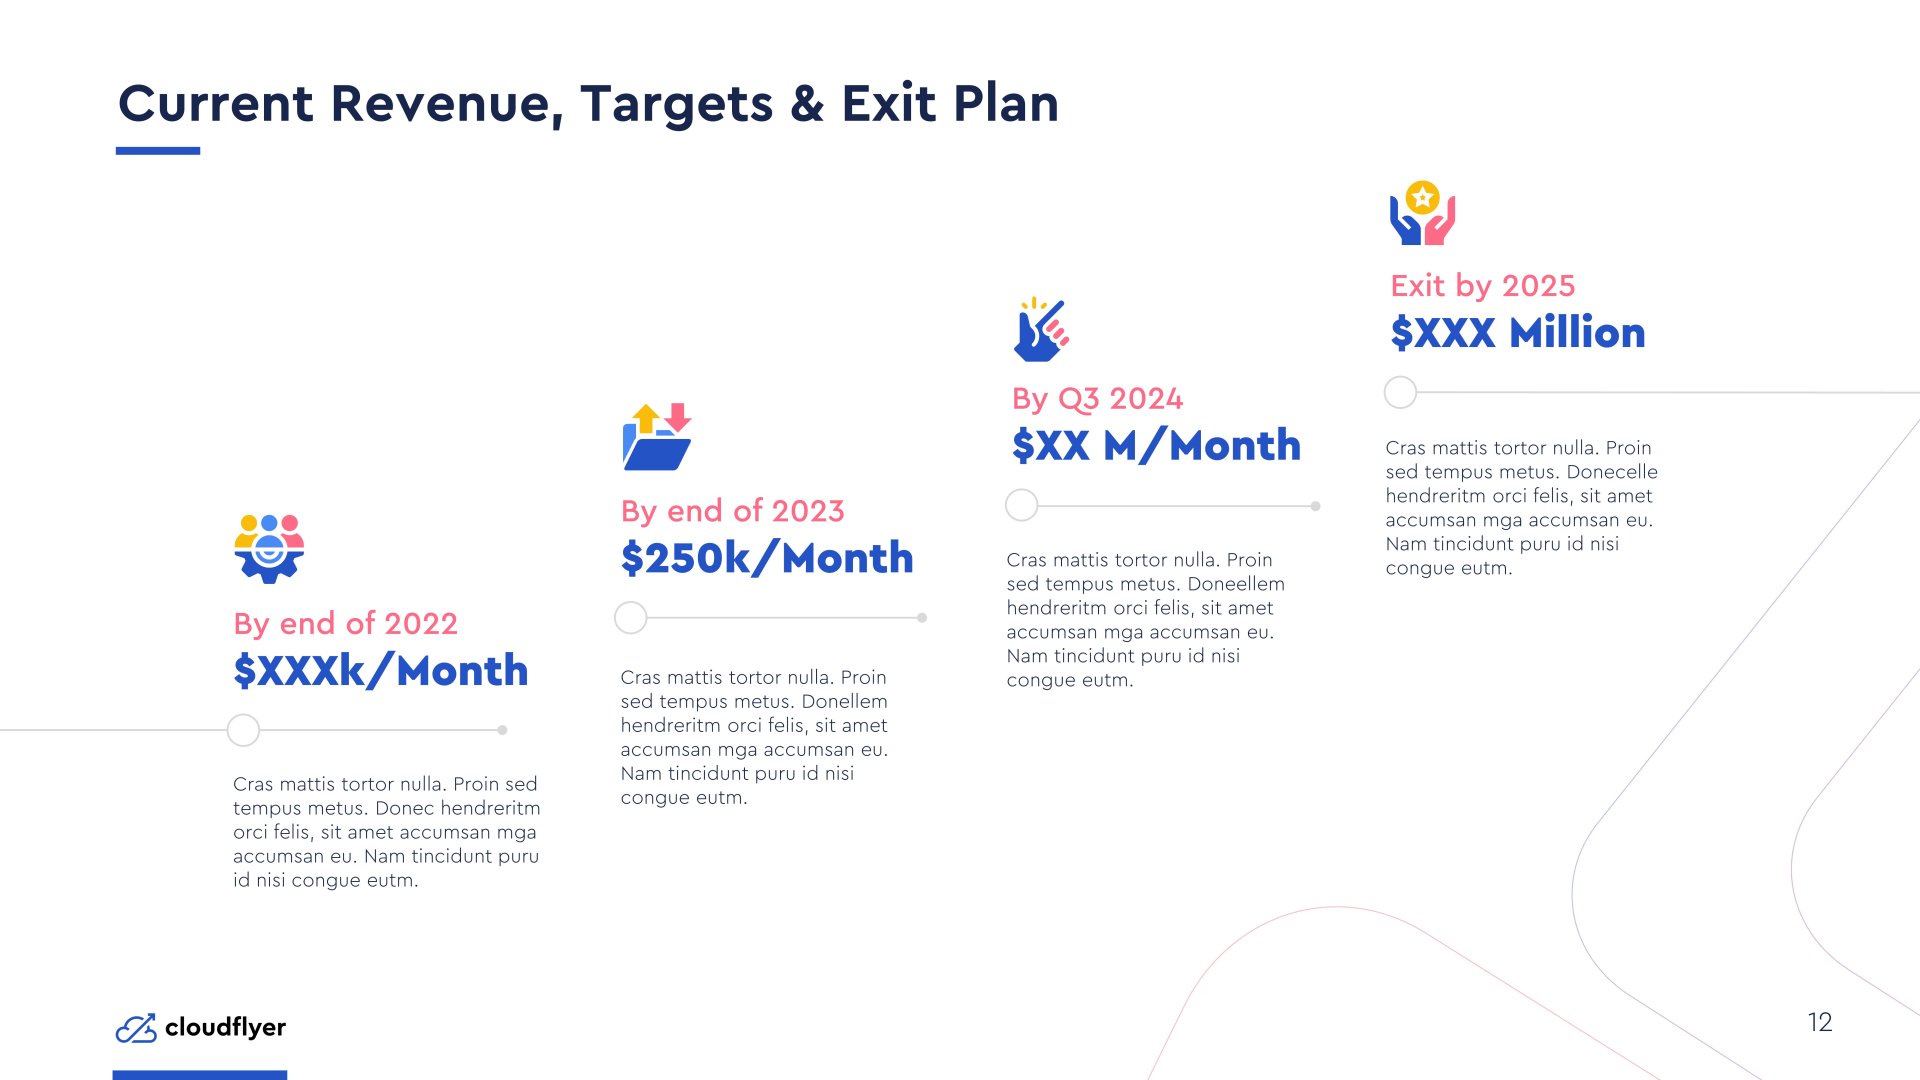 Current Revenue, Targets & Exit Plan
By end of 2022
$XXXk/Month
Cras mattis tortor nulla. Proin sed
tempus metus. Donec hendreritm
orci felis, sit amet accumsan mga
accumsan eu. Nam tincidunt puru
id nisi congue eutm.
By end of 2023
$250k/Month
Cras mattis tortor nulla. Proin
sed tempus metus. Donellem
hendreritm orci felis, sit amet
accumsan mga accumsan eu.
Nam tincidunt puru id nisi
congue eutm.
By Q3 2024
$XX M/Month
Cras mattis tortor nulla. Proin
sed tempus metus. Doneellem
hendreritm orci felis, sit amet
accumsan mga accumsan eu.
Nam tincidunt puru id nisi
congue eutm.
Exit by 2025
$XXX Million
Cras mattis tortor nulla. Proin
sed tempus metus. Donecelle
hendreritm orci felis, sit amet
accumsan mga accumsan eu.
Nam tincidunt puru id nisi
congue eutm.
cloudflyer
12